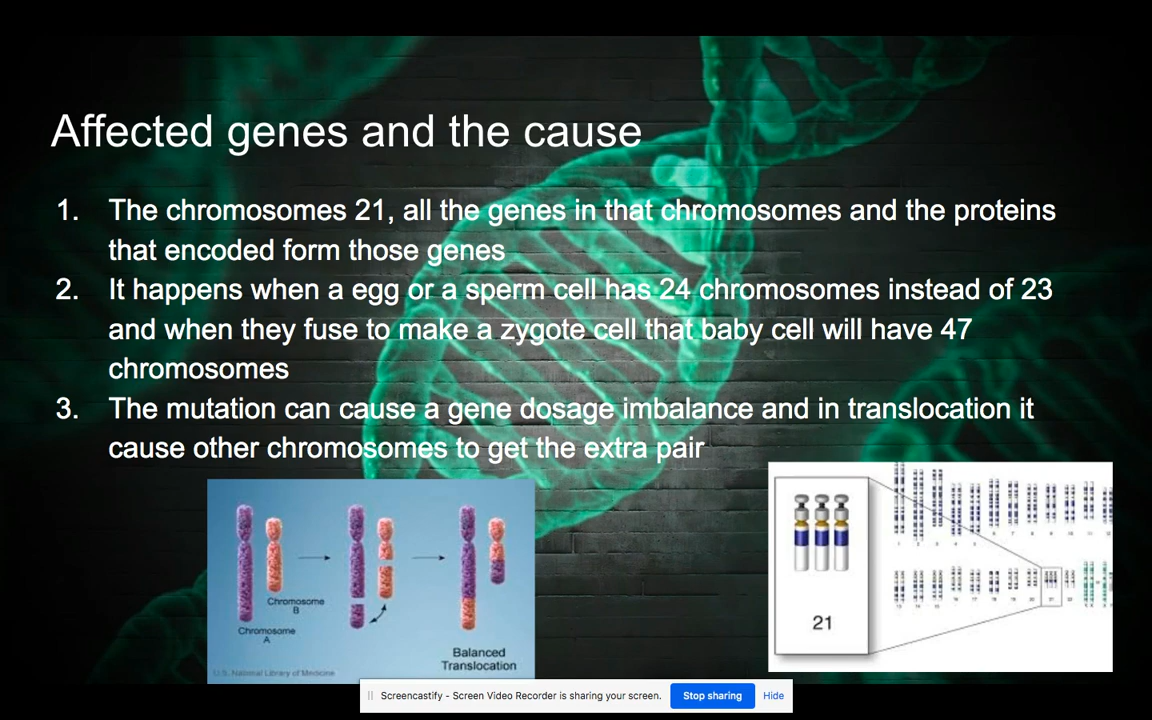 Affected genes and the cause
1. The chromosomes 21, all the genes in that chromosomes and the proteins
that encoded form those genes
2. It happens when a egg or a sperm cell has 24 chromosomes instead of 23
and when they fuse to make a zygote cell that baby cell will have 47
chromosomes
3. The mutation can cause a gene dosage imbalance and in translocation it
cause other chromosomes to get the extra pair
Chromosome
B
Chromosome
A
Balanced
Translocation
U.S. National Library of Medicine
21
Screencastify - Screen Video Recorder is sharing your screen. Stop sharing Hide